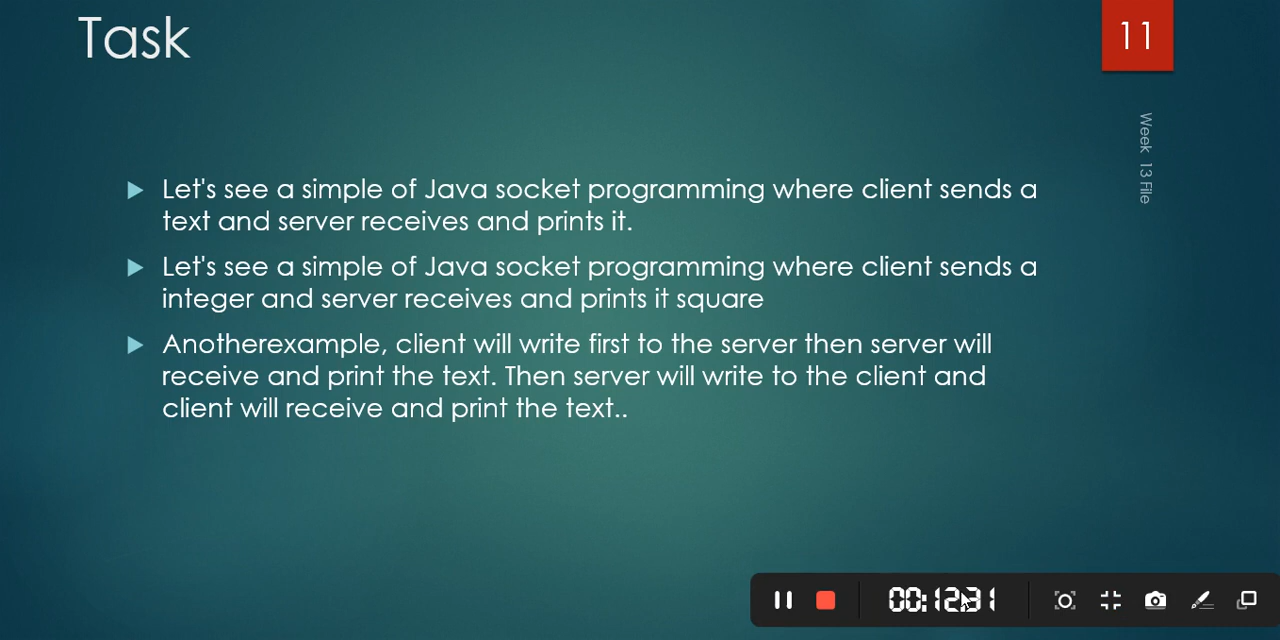 Task
11
Week 13 File
Let's see a simple of Java socket programming where client sends a
text and server receives and prints it.
Let's see a simple of Java socket programming where client sends a
integer and server receives and prints it square
Anotherexample, client will write first to the server then server will
receive and print the text. Then server will write to the client and
client will receive and print the text..
00:12:31